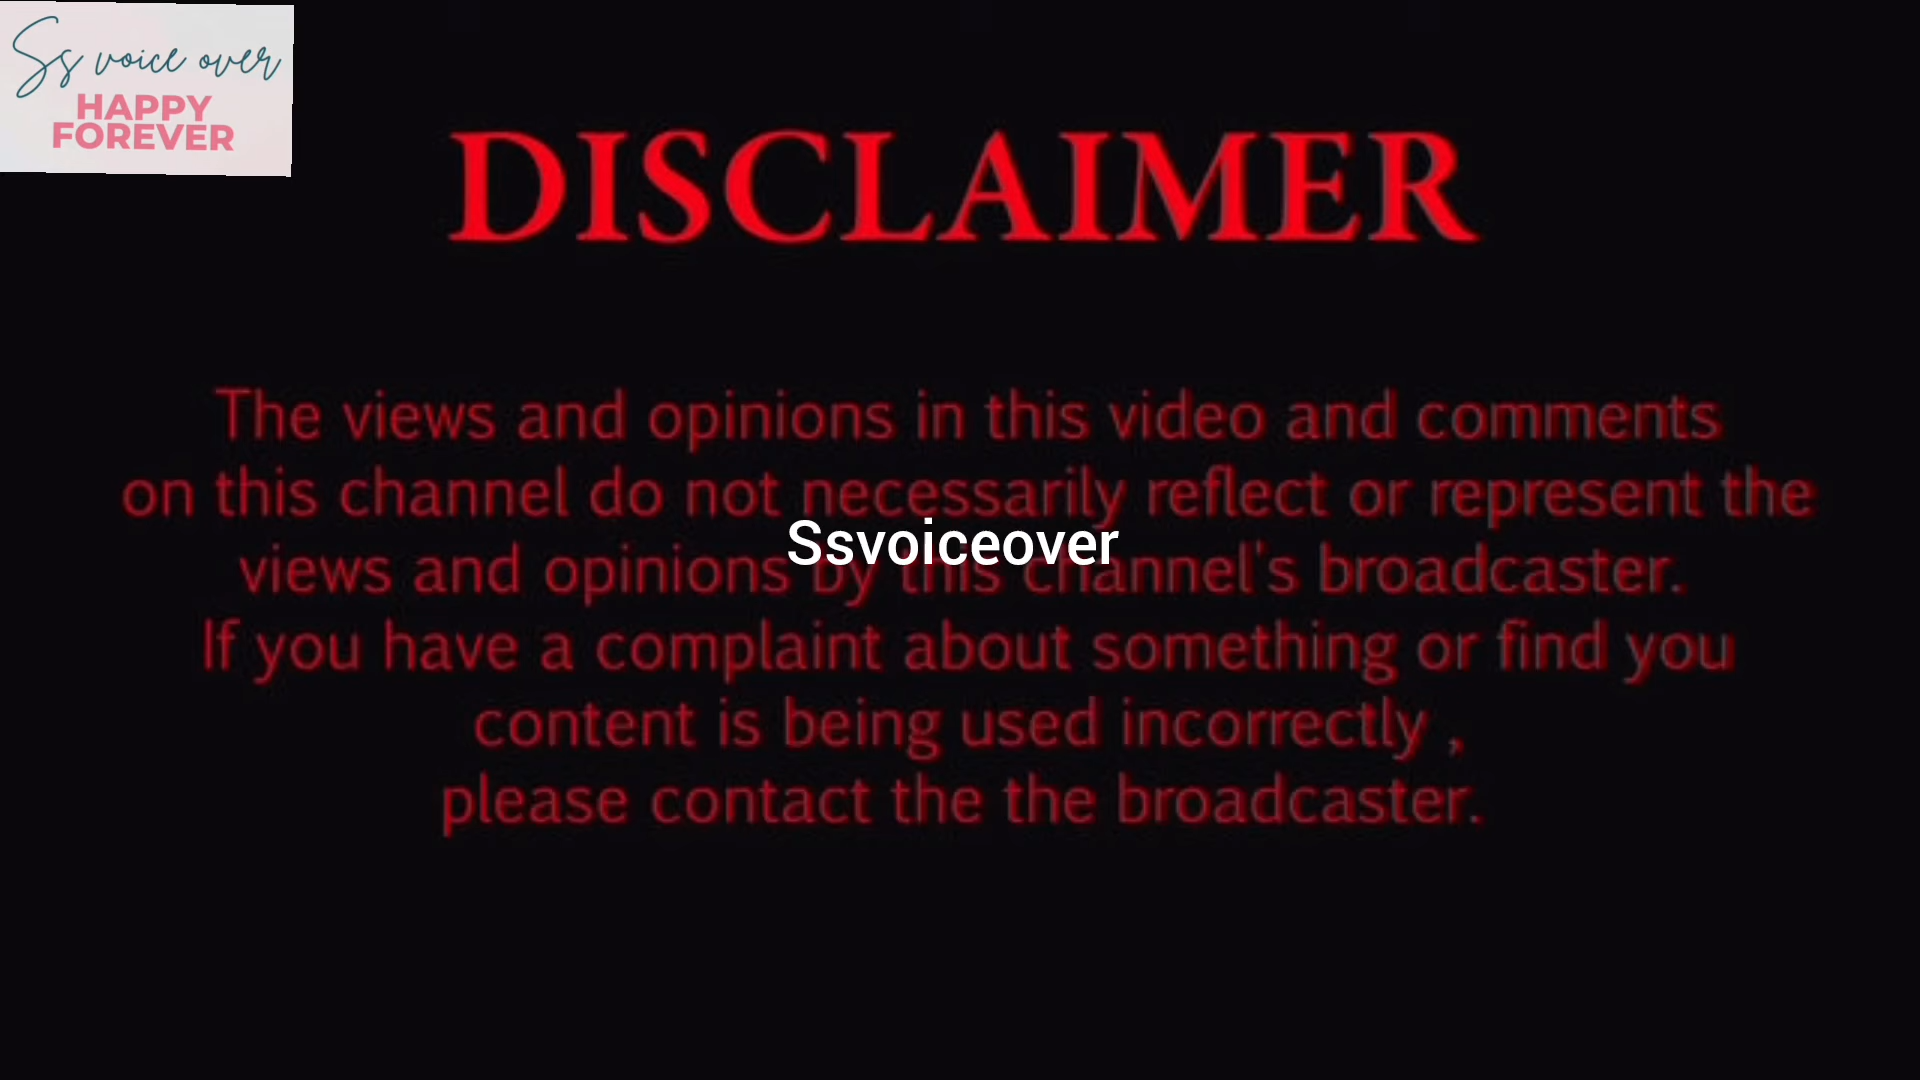 Ss voice over
HAPPY
FOREVER
DISCLAIMER
The views and opinions in this video and comments
on this channel do not necessarily reflect or represent the
Ssvoiceover
views and opinions by this channel's broadcaster.
If you have a complaint about something or find you
content is being used incorrectly ,
please contact the the broadcaster.